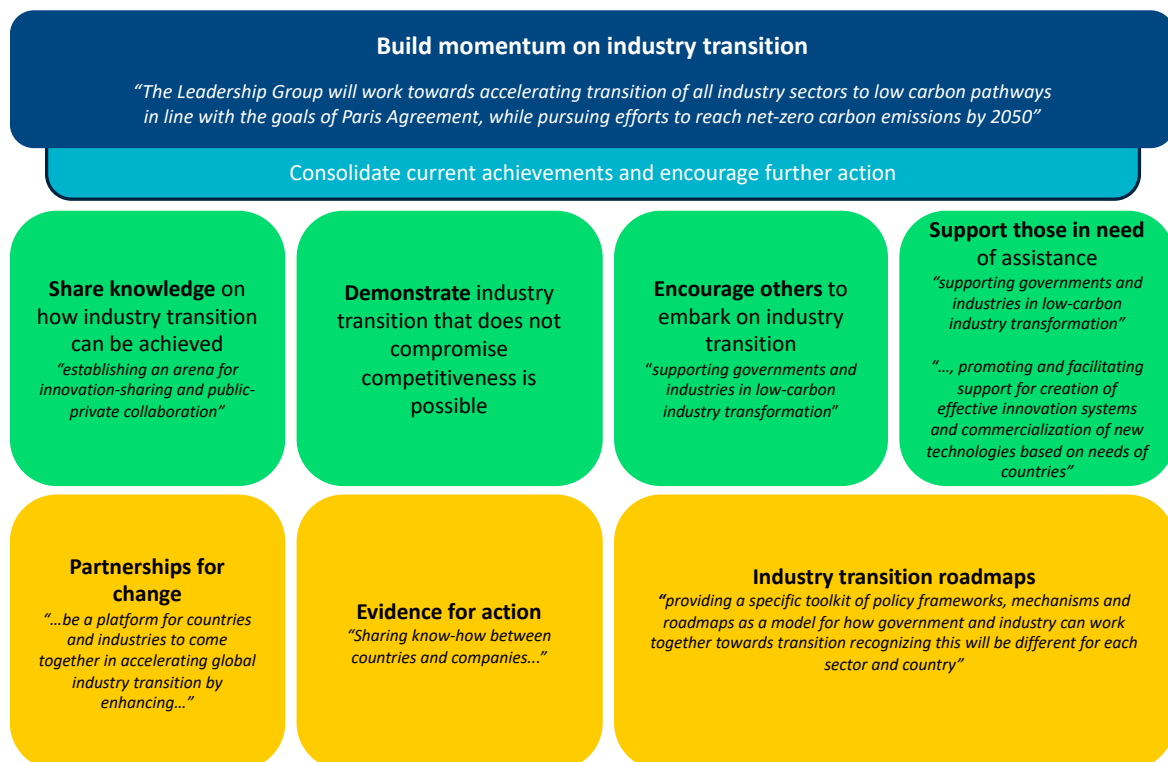 Build momentum on industry transition
“The Leadership Group will work towards accelerating transition of all industry sectors to low carbon pathways
in line with the goals of Paris Agreement, while pursuing efforts to reach net-zero carbon emissions by 2050”
Consolidate current achievements and encourage further action
Share knowledge on
how industry transition
can be achieved
“establishing an arena for
innovation-sharing and public-
private collaboration”
Demonstrate industry
transition that does not
compromise
competitiveness is
possible
Encourage others to
embark on industry
transition
“supporting governments and
industries in low-carbon
industry transformation”
Support those in need
of assistance
“supporting governments and
industries in low-carbon
industry transformation”
“…, promoting and facilitating
support for creation of
effective innovation systems
and commercialization of new
technologies based on needs of
countries”
Partnerships for
change
“…be a platform for countries
and industries to come
together in accelerating global
industry transition by
enhancing…”
Evidence for action
“Sharing know-how between
countries and companies...”
Industry transition roadmaps
“providing a specific toolkit of policy frameworks, mechanisms and
roadmaps as a model for how government and industry can work
together towards transition recognizing this will be different for each
sector and country”